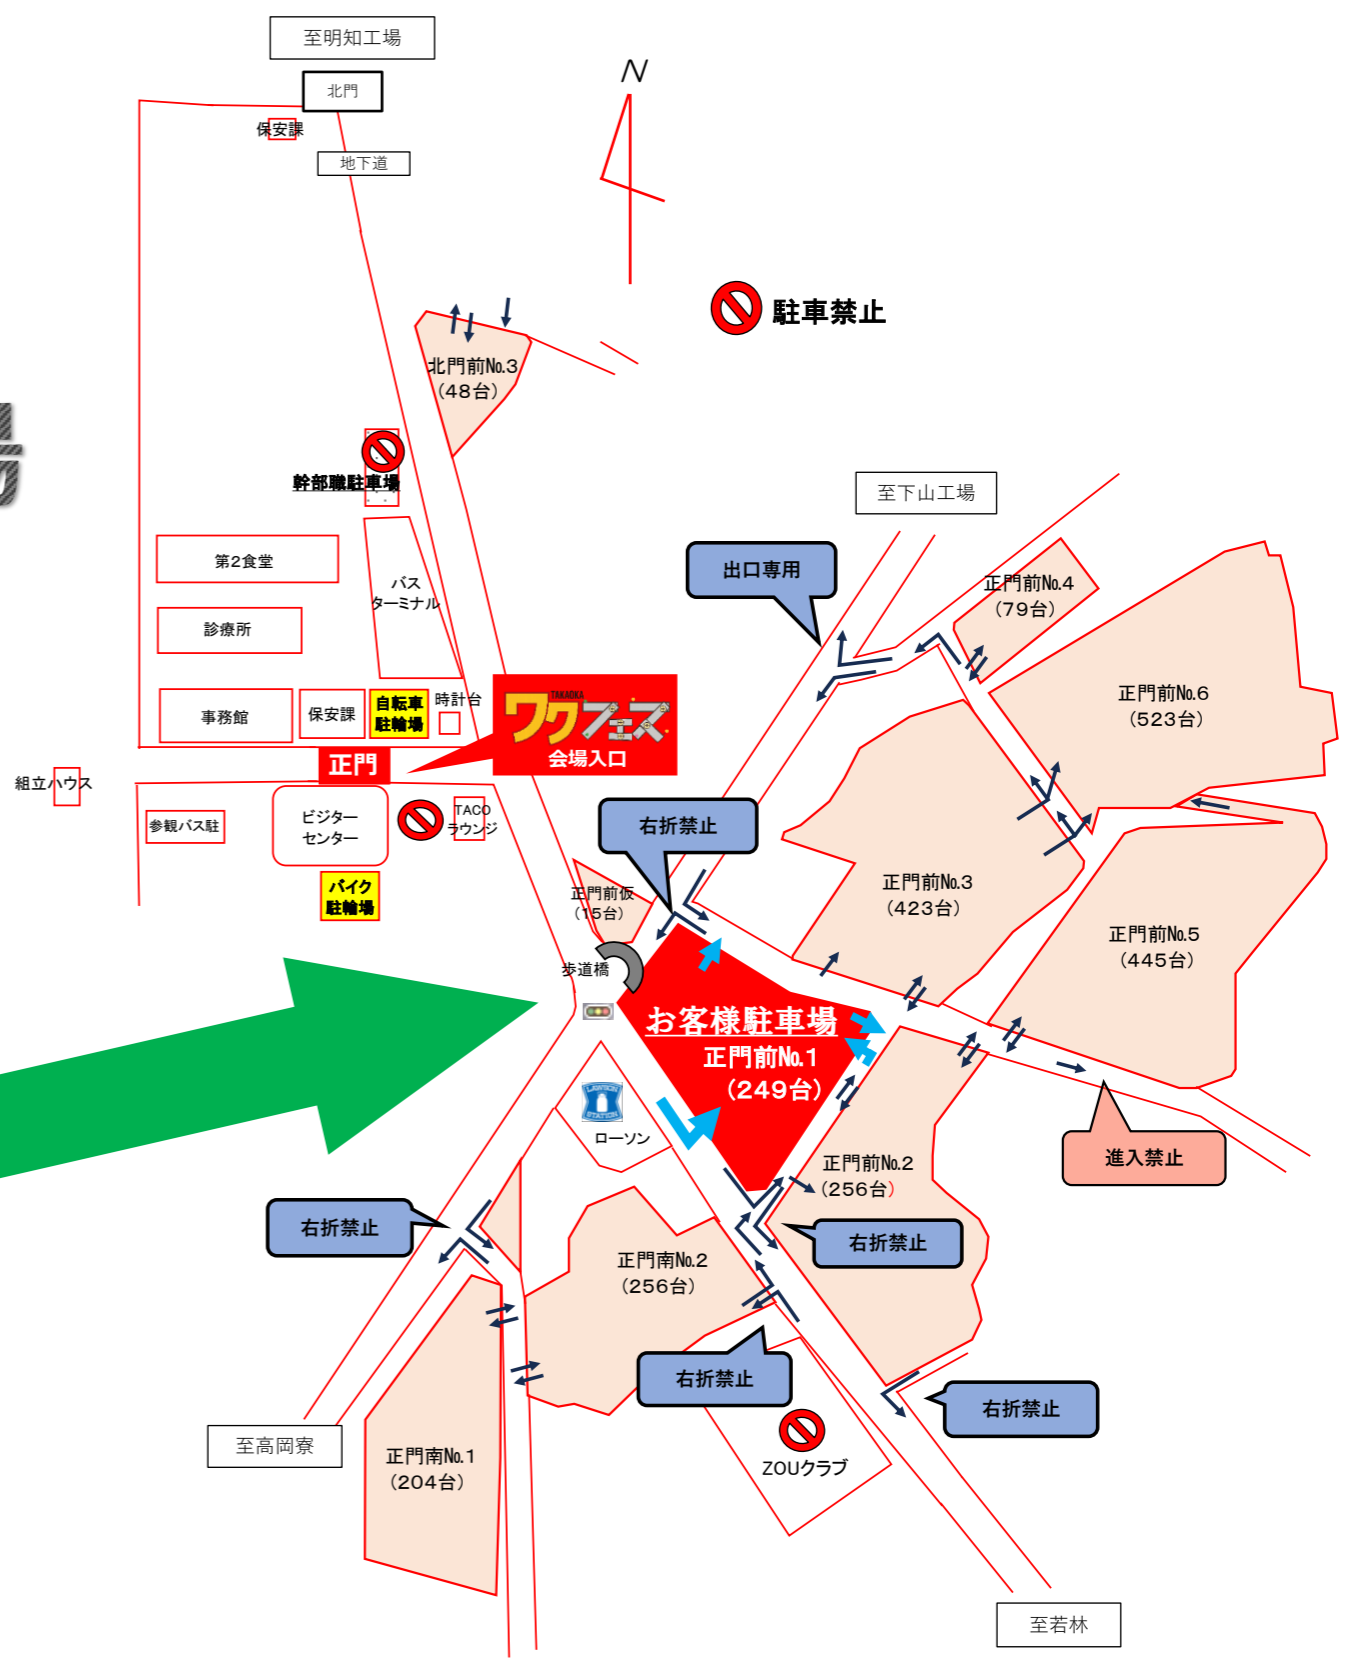 至明知工場
北門
保安課
地下道
N
駐車禁止
北門前№3
(48台)
幹部職駐車場
至下山工場
出口専用
第2食堂
バス
ターミナル
正門前№4
(79台)
診療所
正門前№6
(523台)
事務館
保安課
自転車
駐輪場
時計台
TAKAOKA
ワクフェス
会場入口
正門
組立ハウス
参観バス駐
ビジター
センター
TACO
ラウンジ
右折禁止
バイク
駐輪場
正門前仮
(15台)
正門前№3
(423台)
正門前№5
(445台)
歩道橋
お客様駐車場
正門前№1
(249台)
LAWSON
STATION
ローソン
進入禁止
正門前№2
(256台)
右折禁止
右折禁止
正門南№2
(256台)
右折禁止
右折禁止
ZOUクラブ
至高岡寮
正門南№1
(204台)
至若林